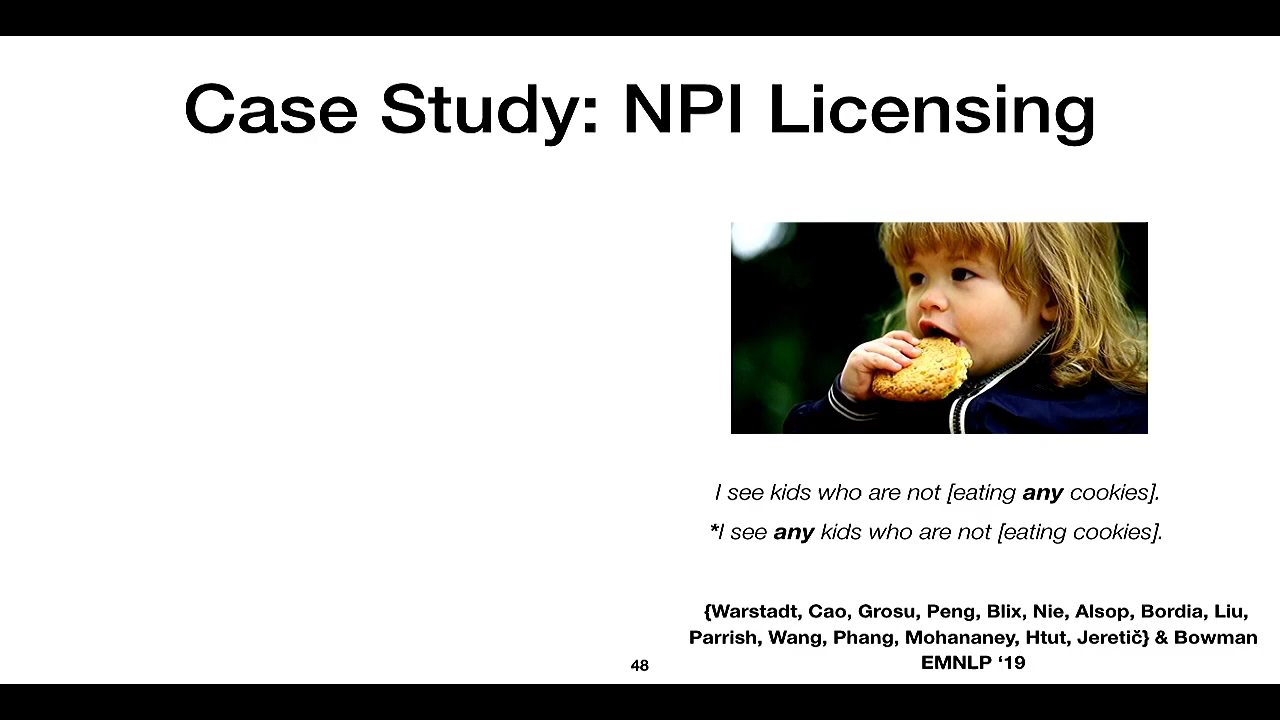 Case Study: NPI Licensing
I see kids who are not [eating any cookies].
*I see any kids who are not [eating cookies].
{Warstadt, Cao, Grosu, Peng, Blix, Nie, Alsop, Bordia, Liu,
Parrish, Wang, Phang, Mohananey, Htut, Jeretič} & Bowman
EMNLP ‘19
48